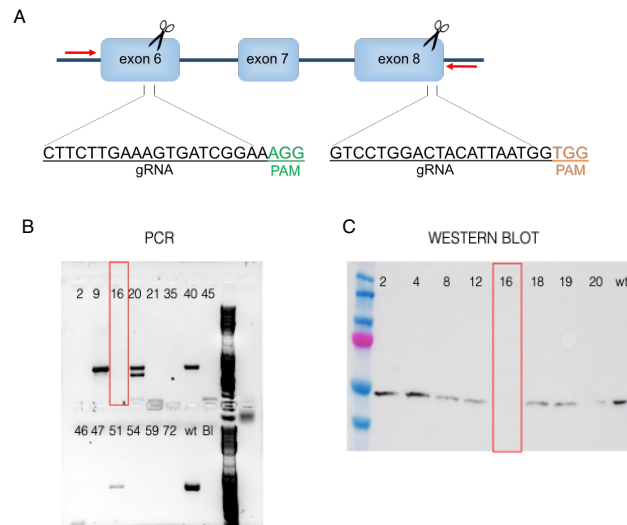 A
exon 6 exon 7 exon 8
CTTCTTGAAAGTGATCGGAAAGG GTCCTGGACTACATTAATGGTGG
gRNA PAM gRNA PAM
B C
PCR WESTERN BLOT
2 9 16 20 21 35 40 45
46 47 51 54 59 72 wt Bl
2 4 8 12 16 18 19 20 wt